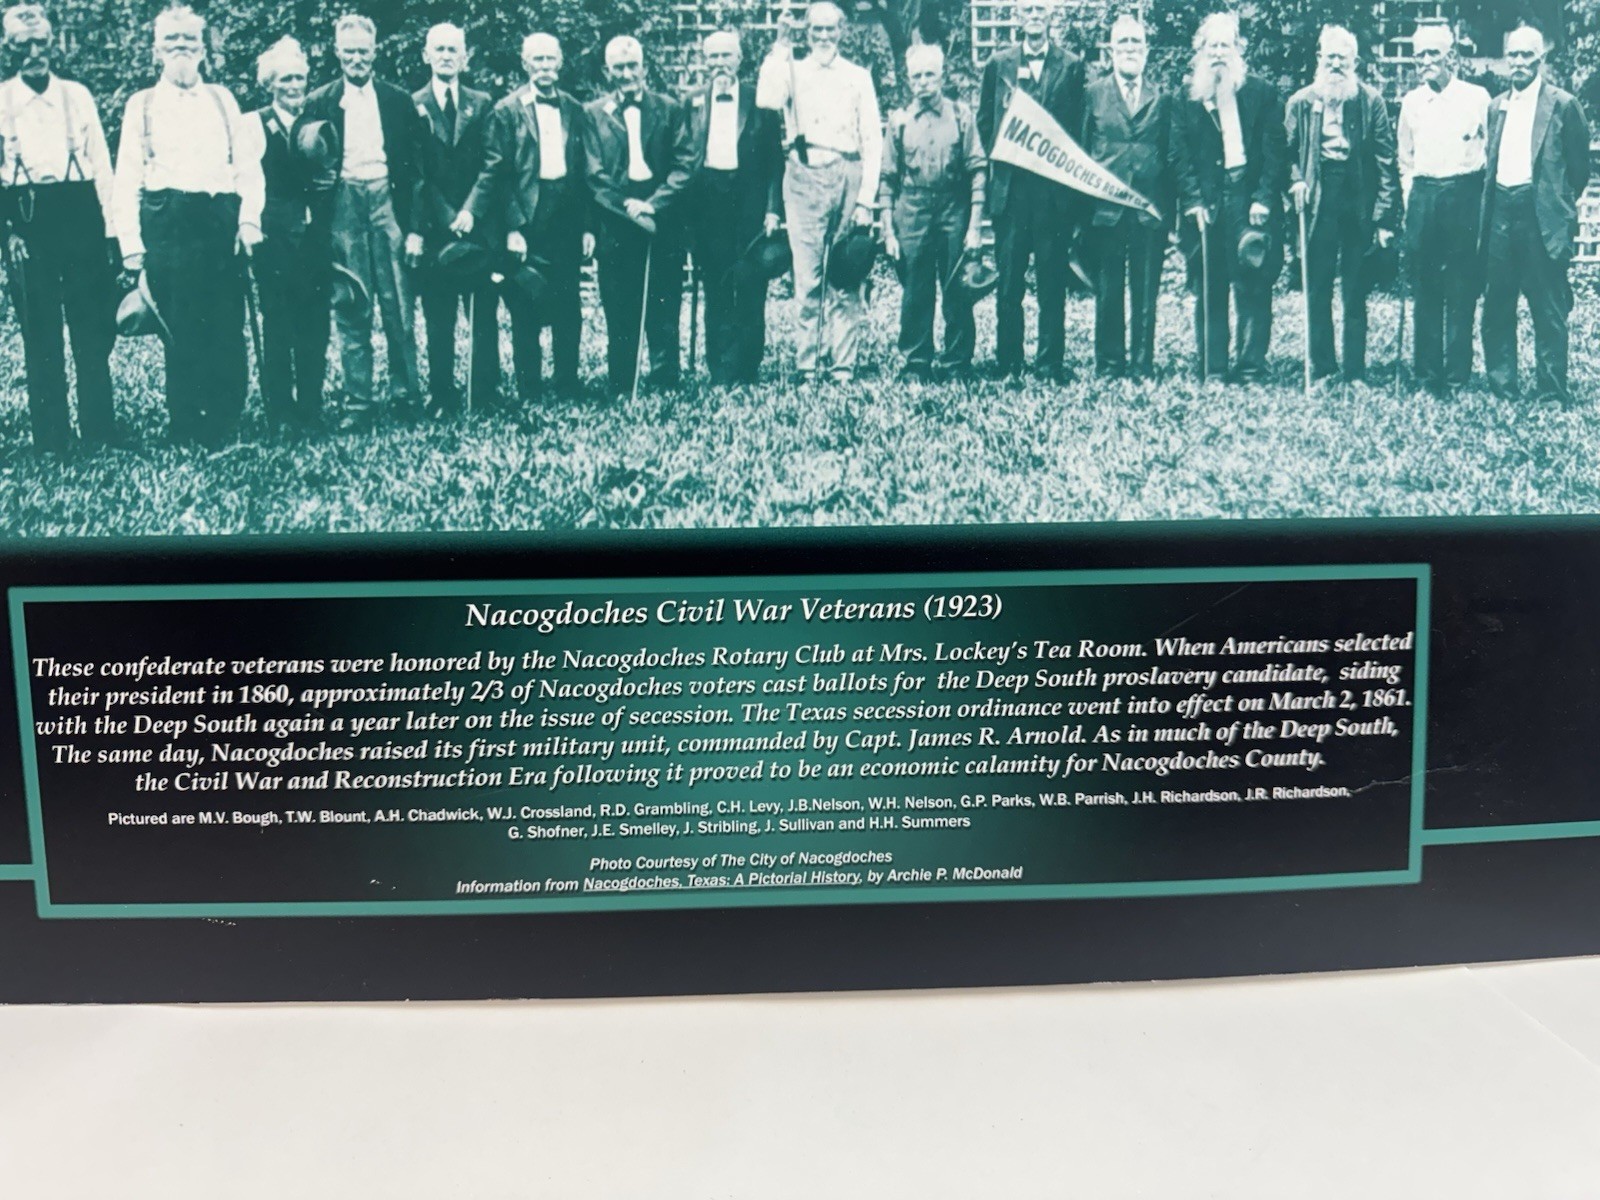 NACOGDOCHES ROTARY
Nacogdoches Civil War Veterans (1923)
These confederate veterans were honored by the Nacogdoches Rotary Club at Mrs. Lockey's Tea Room. When Americans selected
their president in 1860, approximately 2/3 of Nacogdoches voters cast ballots for the Deep South proslavery candidate, siding
with the Deep South again a year later on the issue of secession. The Texas secession ordinance went into effect on March 2, 1861.
The same day, Nacogdoches raised its first military unit, commanded by Capt. James R. Arnold. As in much of the Deep South,
the Civil War and Reconstruction Era following it proved to be an economic calamity for Nacogdoches County.
Pictured are M.V. Bough, T.W. Blount, A.H. Chadwick, W.J. Crossland, R.D. Grambling, C.H. Levy, J.B.Nelson, W.H. Nelson, G.P. Parks, W.B. Parrish, J.H. Richardson, J.R. Richardson,
G. Shofner, J.E. Smelley, J. Stribling, J. Sullivan and H.H. Summers
Photo Courtesy of The City of Nacogdoches
Information from Nacogdoches, Texas: A Pictorial History, by Archie P. McDonald